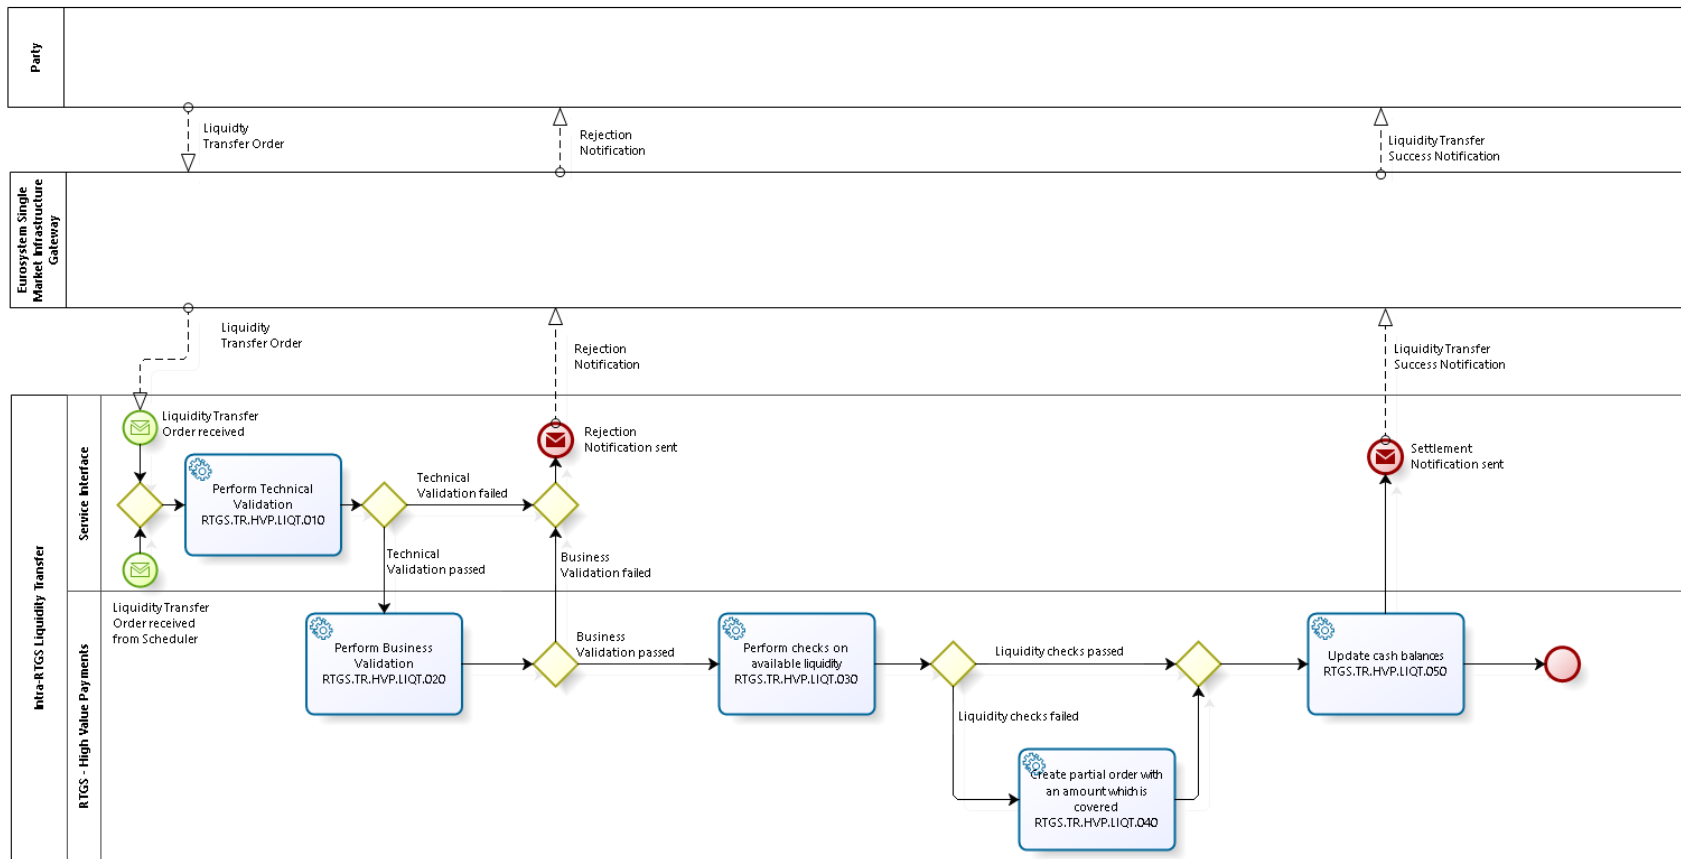 Party
Liquidty
Transfer Order
Rejection
Notification
Liquidity Transfer
Success Notification
Eurosystem Single
Market Infrastructure
Gateway
Liquidity
Transfer Order
Rejection
Notification
Liquidity Transfer
Success Notification
Intra-RTGS Liquidity Transfer
Service Interface
Liquidity Transfer
Order received
Rejection
Notification sent
Settlement
Notification sent
Perform Technical
Validation
RTGS.TR.HVP.LIQT.010
Technical
Validation failed
Technical
Validation passed
Business
Validation failed
Liquidity Transfer
Order received
from Scheduler
RTGS - High Value Payments
Perform Business
Validation
RTGS.TR.HVP.LIQT.020
Business
Validation passed
Perform checks on
available liquidity
RTGS.TR.HVP.LIQT.030
Liquidity checks passed
Liquidity checks failed
Create partial order with
an amount which is
covered
RTGS.TR.HVP.LIQT.040
Update cash balances
RTGS.TR.HVP.LIQT.050